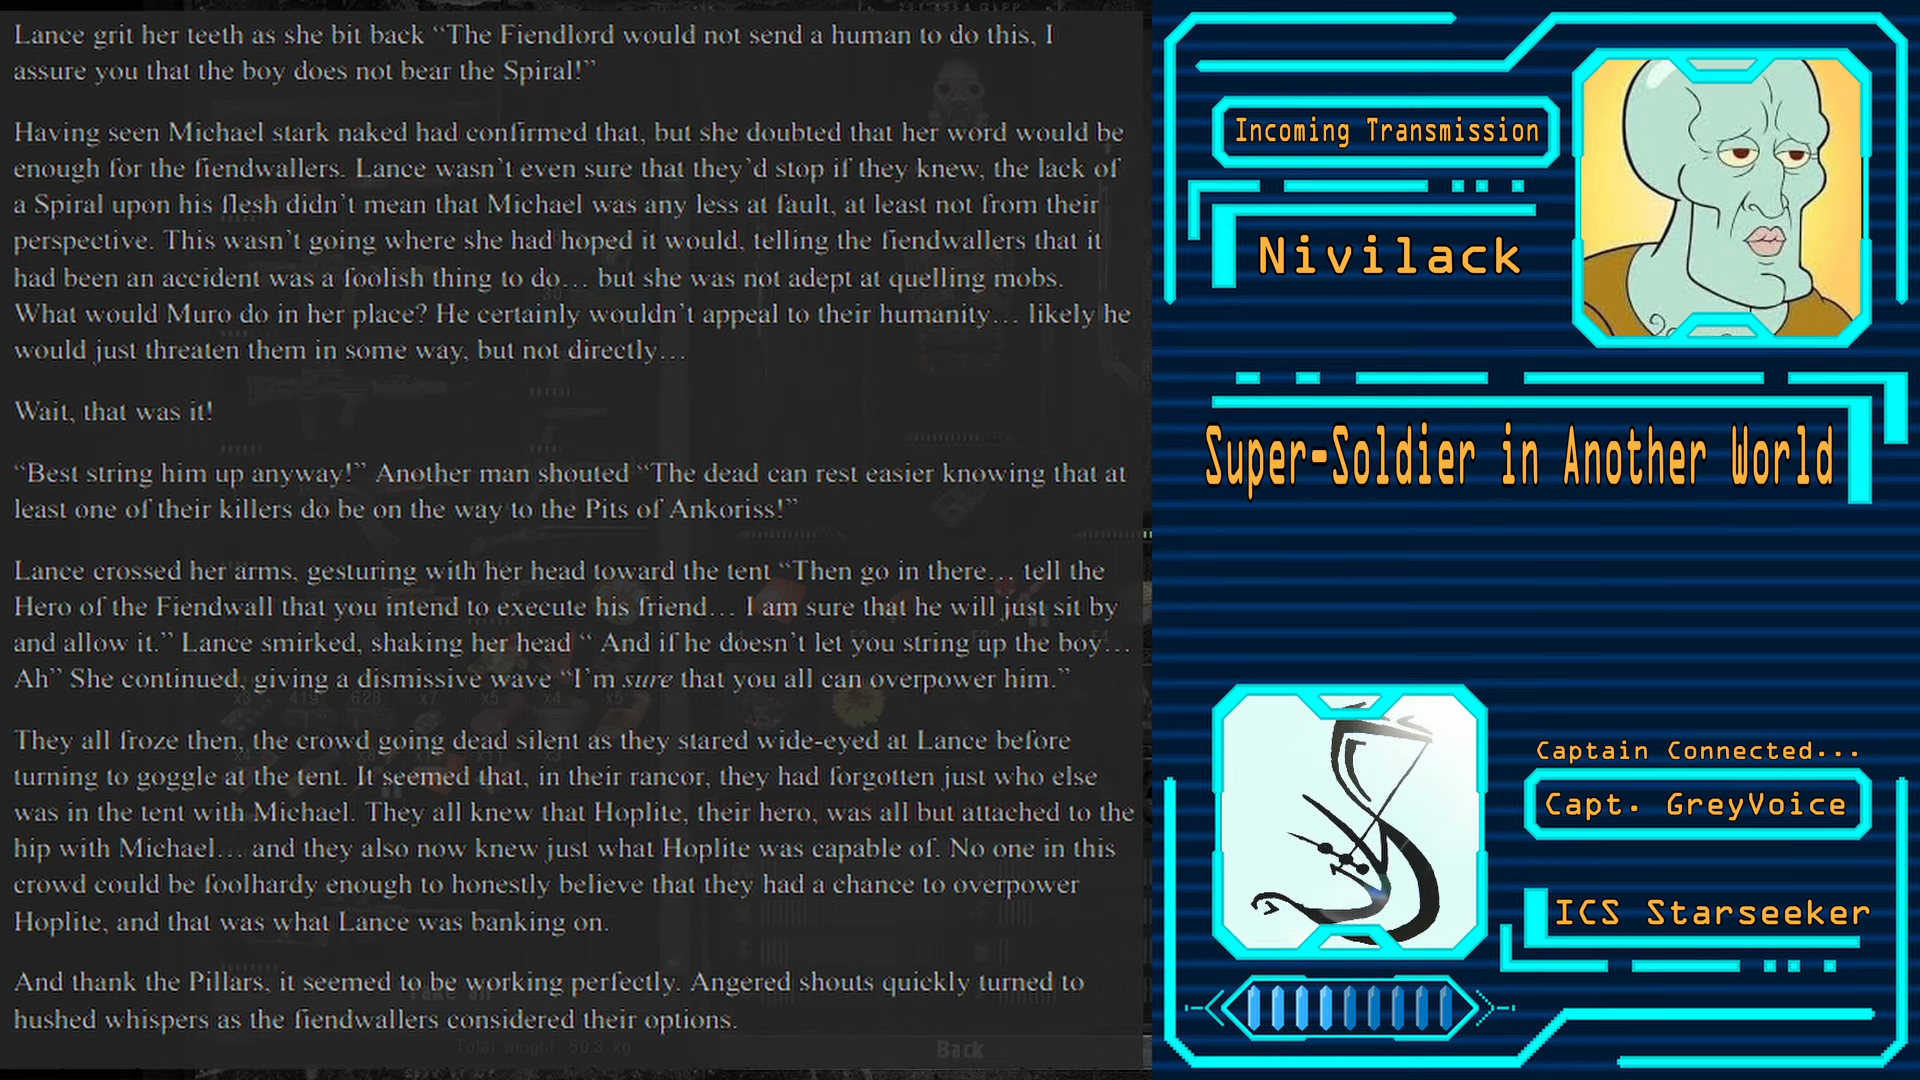 Lance grit her teeth as she bit back “The Fiendlord would not send a human to do this, I
assure you that the boy does not bear the Spiral!”
Having seen Michael stark naked had confirmed that, but she doubted that her word would be
enough for the fiendwallers. Lance wasn’t even sure that they’d stop if they knew, the lack of
a Spiral upon his flesh didn’t mean that Michael was any less at fault, at least not from their
perspective. This wasn’t going where she had hoped it would, telling the fiendwallers that it
had been an accident was a foolish thing to do… but she was not adept at quelling mobs.
What would Muro do in her place? He certainly wouldn’t appeal to their humanity… likely he
would just threaten them in some way, but not directly…
Wait, that was it!
“Best string him up anyway!” Another man shouted “The dead can rest easier knowing that at
least one of their killers do be on the way to the Pits of Ankoriss!”
Lance crossed her arms, gesturing with her head toward the tent “Then go in there… tell the
Hero of the Fiendwall that you intend to execute his friend… I am sure that he will just sit by
and allow it.” Lance smirked, shaking her head “ And if he doesn’t let you string up the boy…
Ah” She continued, giving a dismissive wave “I’m sure that you all can overpower him.”
They all froze then, the crowd going dead silent as they stared wide-eyed at Lance before
turning to goggle at the tent. It seemed that, in their rancor, they had forgotten just who else
was in the tent with Michael. They all knew that Hoplite, their hero, was all but attached to the
hip with Michael… and they also now knew just what Hoplite was capable of. No one in this
crowd could be foolhardy enough to honestly believe that they had a chance to overpower
Hoplite, and that was what Lance was banking on.
And thank the Pillars, it seemed to be working perfectly. Angered shouts quickly turned to
hushed whispers as the fiendwallers considered their options.
Total weight: 50.3 kg
Back
Incoming Transmission
Nivilack
Super-Soldier in Another World
Captain Connected...
Capt. GreyVoice
ICS Starseeker